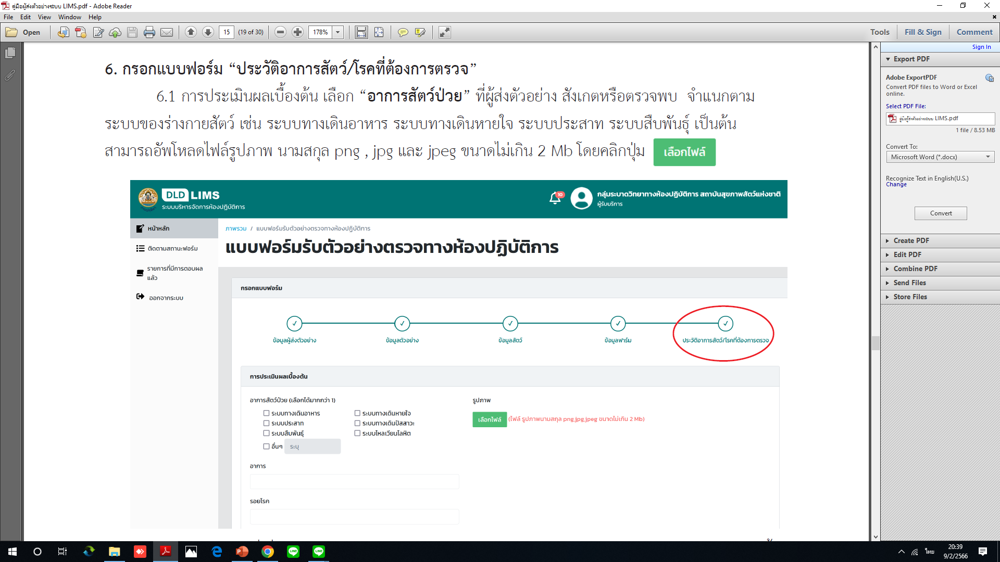 คู่มือผู้ส่งตัวอย่างระบบ LIMS.pdf - Adobe Reader
File Edit View Window Help
Open 15 (19 of 30) 178% Tools Fill & Sign Comment
Sign In
6. กรอกแบบฟอร์ม “ประวัติอาการสัตว์/โรคที่ต้องการตรวจ”
6.1 การประเมินผลเบื้องต้น เลือก “อาการสัตว์ป่วย” ที่ผู้ส่งตัวอย่าง สังเกตหรือตรวจพบ จำแนกตาม
ระบบของร่างกายสัตว์ เช่น ระบบทางเดินอาหาร ระบบทางเดินหายใจ ระบบประสาท ระบบสืบพันธุ์ เป็นต้น
สามารถอัพโหลดไฟล์รูปภาพ นามสกุล png , jpg และ jpeg ขนาดไม่เกิน 2 Mb โดยคลิกปุ่ม เลือกไฟล์
DLD LIMS
ระบบบริหารจัดการห้องปฏิบัติการ
10
กลุ่มระบาดวิทยาทางห้องปฏิบัติการ สถาบันสุขภาพสัตว์แห่งชาติ
ผู้รับบริการ
หน้าหลัก
ติดตามสถานะฟอร์ม
รายการที่มีการตอบผล
แล้ว
ออกจากระบบ
ภาพรวม / แบบฟอร์มรับตัวอย่างตรวจทางห้องปฏิบัติการ
แบบฟอร์มรับตัวอย่างตรวจทางห้องปฏิบัติการ
กรอกแบบฟอร์ม
ข้อมูลผู้ส่งตัวอย่าง ข้อมูลตัวอย่าง ข้อมูลสัตว์ ข้อมูลฟาร์ม ประวัติอาการสัตว์/โรคที่ต้องการตรวจ
การประเมินผลเบื้องต้น
อาการสัตว์ป่วย (เลือกได้มากกว่า 1)
ระบบทางเดินอาหาร ระบบทางเดินหายใจ
ระบบประสาท ระบบทางเดินปัสสาวะ
ระบบสืบพันธุ์ ระบบไหลเวียนโลหิต
อื่นๆ ระบุ
รูปภาพ
เลือกไฟล์ (ไฟล์ รูปภาพนามสกุล png,jpg,jpeg ขนาดไม่เกิน 2 Mb)
อาการ
รอยโรค
Export PDF
Adobe ExportPDF
Convert PDF files to Word or Excel
online.
Select PDF File:
คู่มือผู้ส่งตัวอย่างระบบ LIMS.pdf
1 file / 8.53 MB
Convert To:
Microsoft Word (*.docx)
Recognize Text in English(U.S.)
Change
Convert
Create PDF
Edit PDF
Combine PDF
Send Files
Store Files
ไทย
20:39
9/2/2566